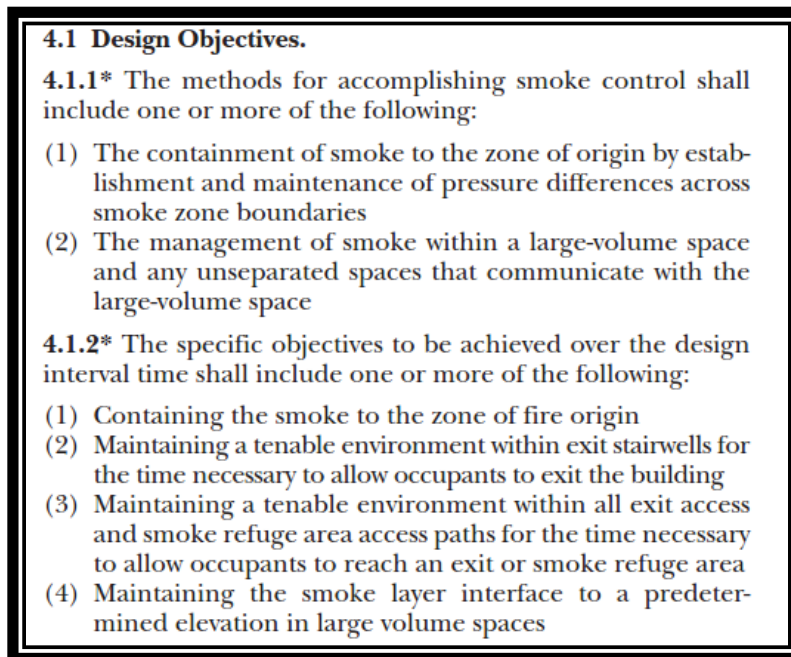 4.1 Design Objectives.
4.1.1* The methods for accomplishing smoke control shall
include one or more of the following:
(1) The containment of smoke to the zone of origin by estab-
lishment and maintenance of pressure differences across
smoke zone boundaries
(2) The management of smoke within a large-volume space
and any unseparated spaces that communicate with the
large-volume space
4.1.2* The specific objectives to be achieved over the design
interval time shall include one or more of the following:
(1) Containing the smoke to the zone of fire origin
(2) Maintaining a tenable environment within exit stairwells for
the time necessary to allow occupants to exit the building
(3) Maintaining a tenable environment within all exit access
and smoke refuge area access paths for the time necessary
to allow occupants to reach an exit or smoke refuge area
(4) Maintaining the smoke layer interface to a predeter-
mined elevation in large volume spaces